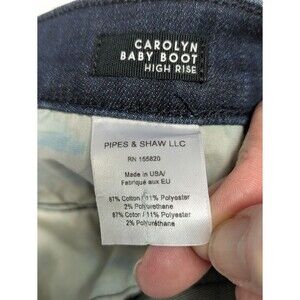 CAROLYN
BABY BOOT
HIGH RISE
PIPES & SHAW LLC
RN 155820
Made in USA/
Fabriqué aux EU
87% Cotton / 11% Polyester
2% Polyurethane
87% Coton / 11% Polyester
2% Polyuréthane